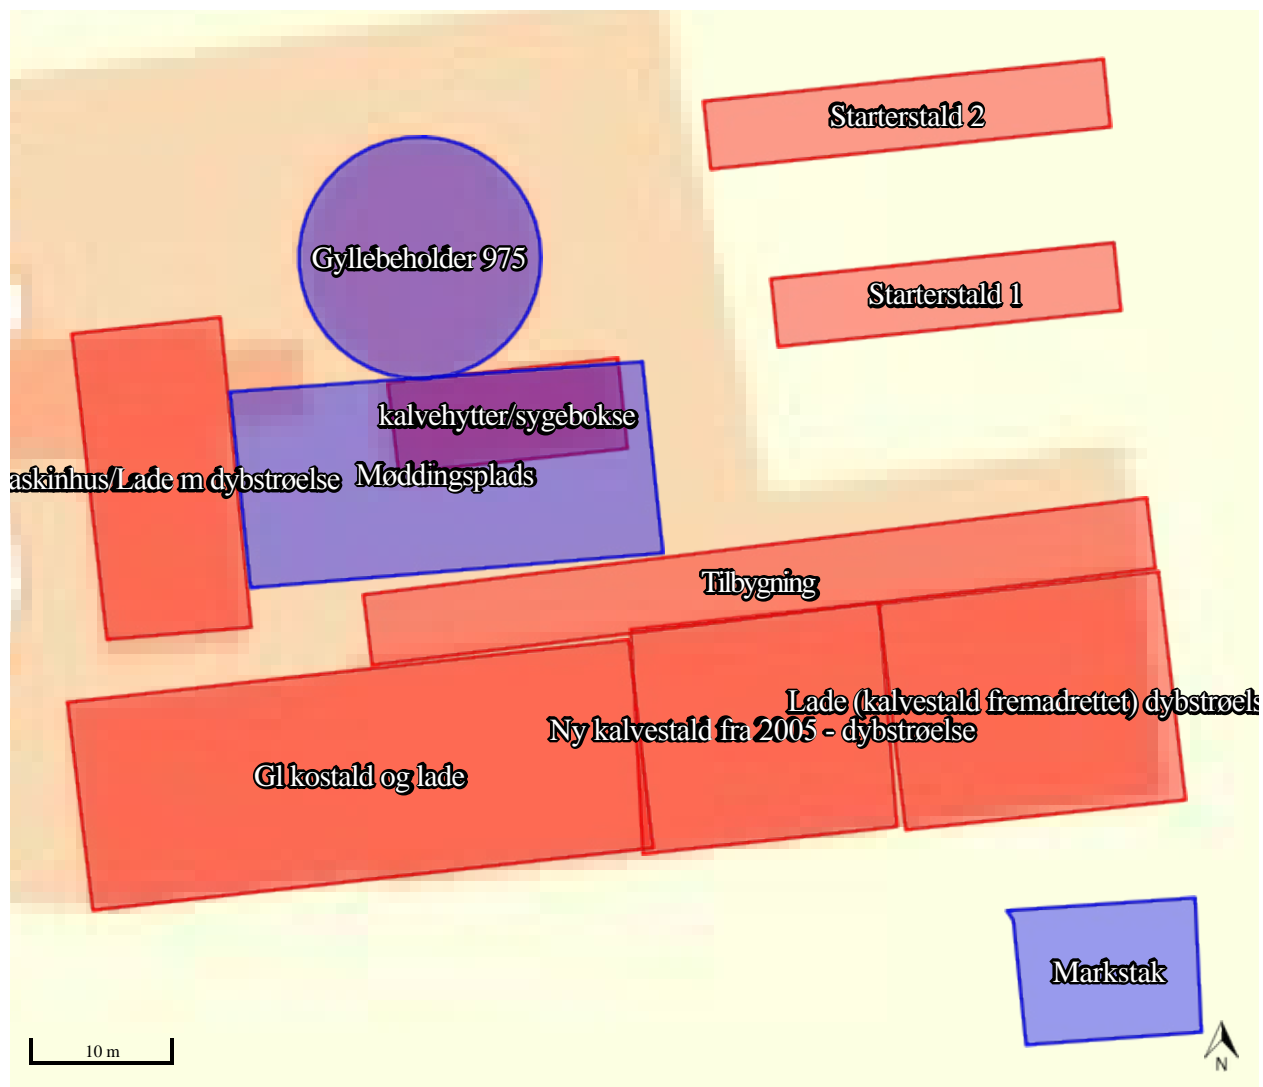 Starterstald 2
Gyllebeholder 975
Starterstald 1
kalvehytter/sygebokse
askinhus/Lade m dybstrøelse
Møddingsplads
Tilbygning
Lade (kalvestald fremadrettet) dybstrøels
Ny kalvestald fra 2005 - dybstrøelse
Gl kostald og lade
Markstak
10 m
N